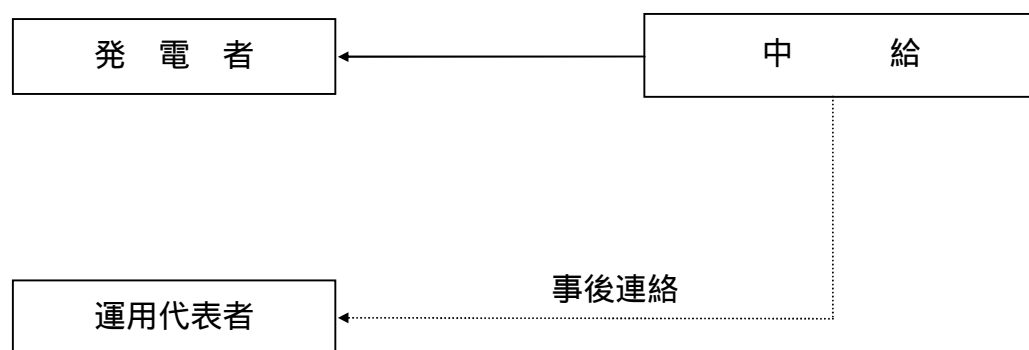 発 電 者
中 給
事後連絡
運用代表者